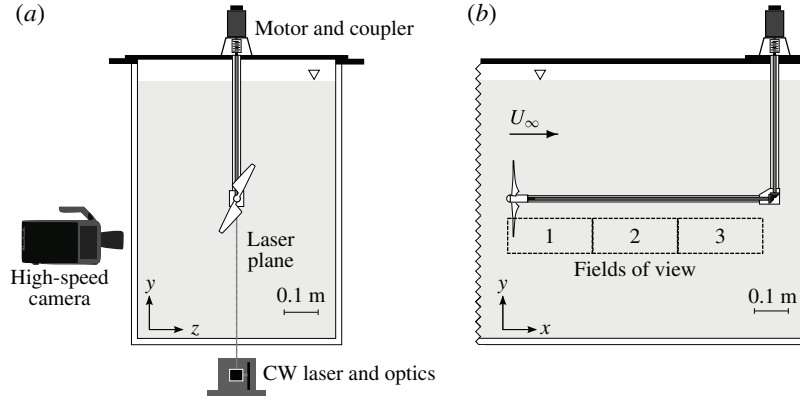 (a)
Motor and coupler
High-speed
camera
Laser
plane
0.1 m
y
z
CW laser and optics
(b)
U∞
1
2
3
Fields of view
0.1 m
y
x